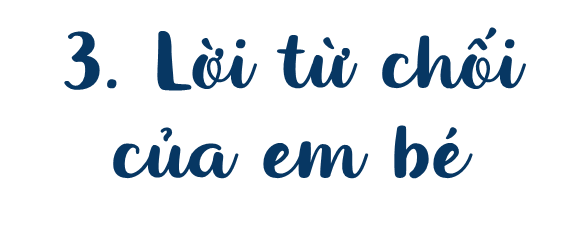 3. Lời từ chối
của em bé